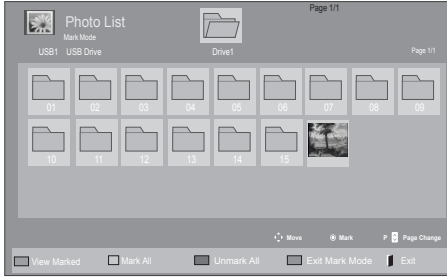 Page 1/1
Photo List
Mark Mode
USB1 USB Drive Drive1 Page 1/1
01 02 03 04 05 06 07 08 09
10 11 12 13 14 15
Move Mark P Page Change
View Marked Mark All Unmark All Exit Mark Mode Exit